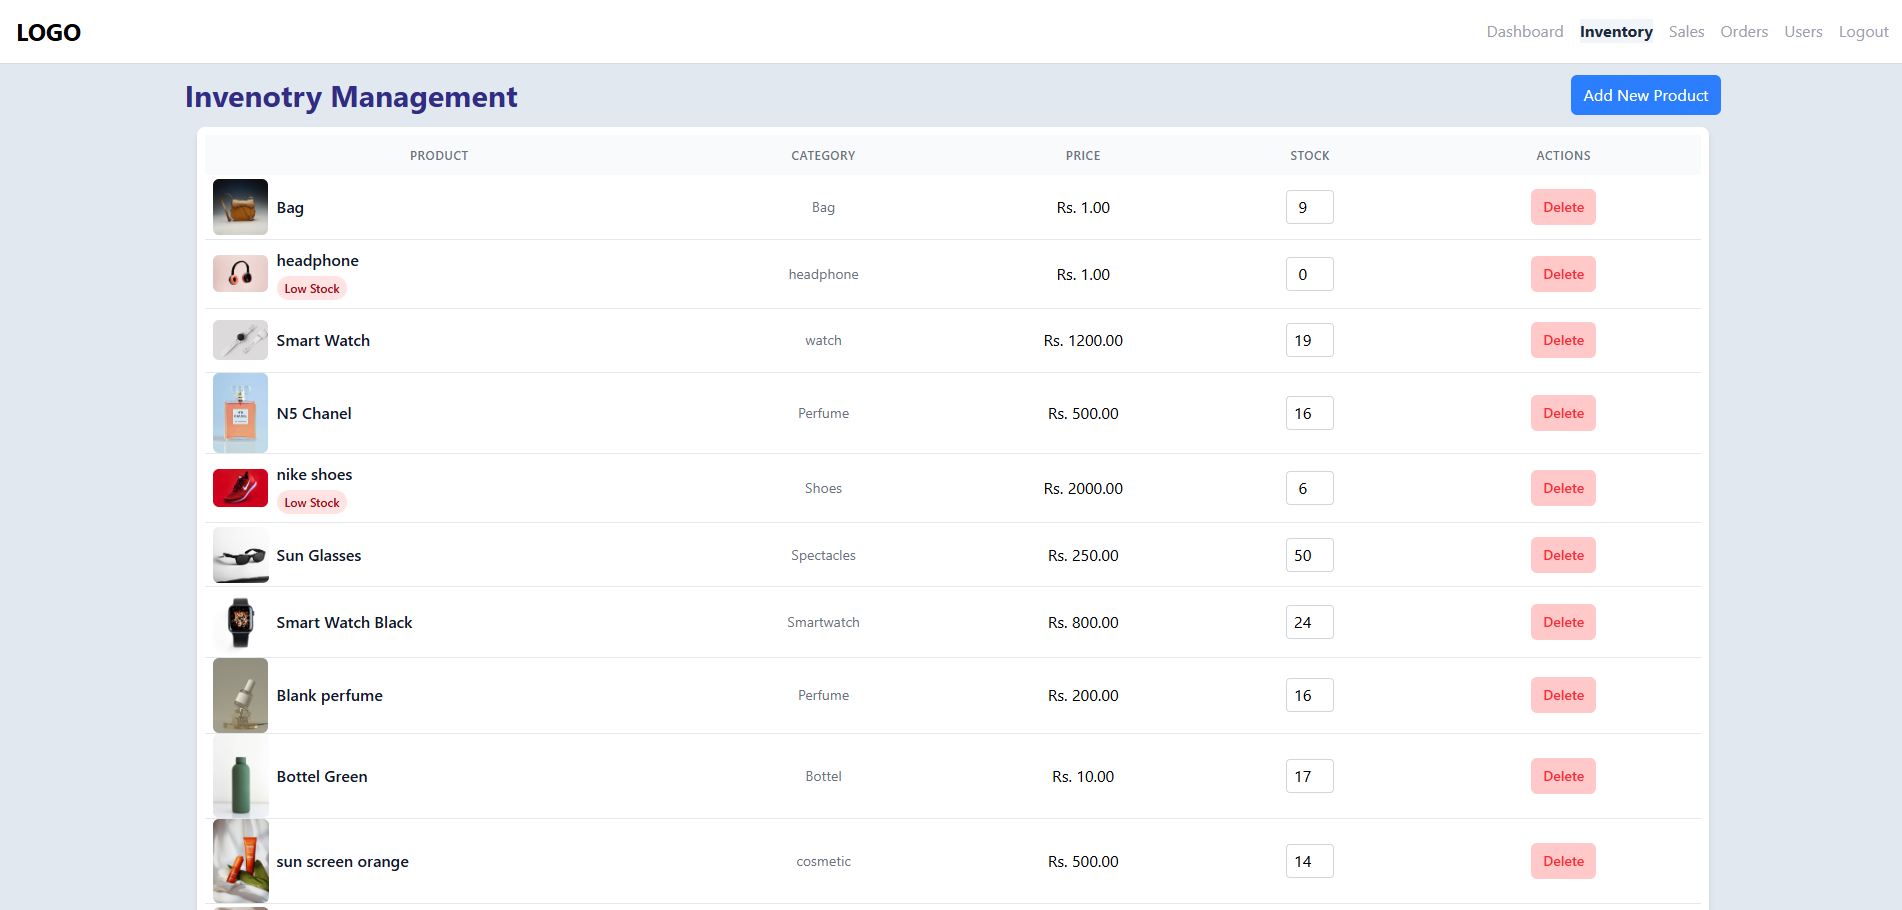 LOGO
Dashboard Inventory Sales Orders Users Logout
Invenotry Management
Add New Product
PRODUCT CATEGORY PRICE STOCK ACTIONS
Bag Bag Rs. 1.00 9 Delete
headphone
Low Stock
headphone Rs. 1.00 0 Delete
Smart Watch watch Rs. 1200.00 19 Delete
N5 Chanel Perfume Rs. 500.00 16 Delete
nike shoes
Low Stock
Shoes Rs. 2000.00 6 Delete
Sun Glasses Spectacles Rs. 250.00 50 Delete
Smart Watch Black Smartwatch Rs. 800.00 24 Delete
Blank perfume Perfume Rs. 200.00 16 Delete
Bottel Green Bottel Rs. 10.00 17 Delete
sun screen orange cosmetic Rs. 500.00 14 Delete